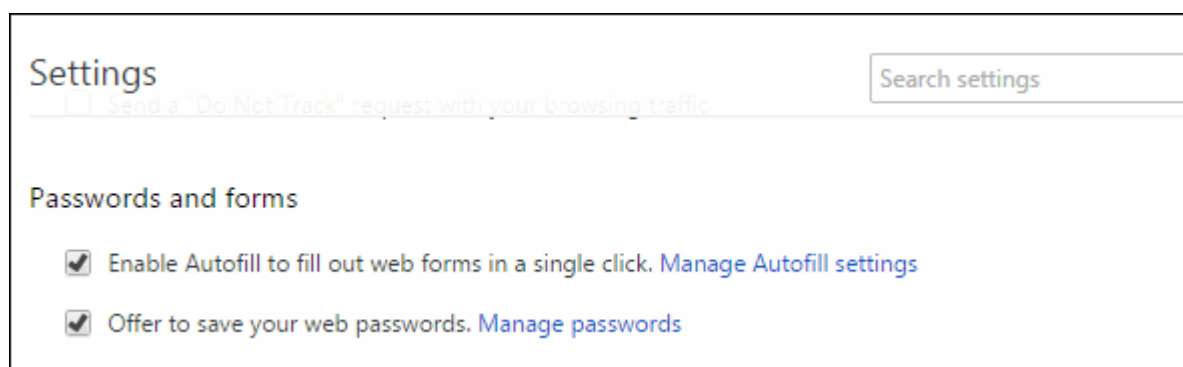 Settings
Search settings
Send a "Do Not Track" request with your browsing traffic
Passwords and forms
Enable Autofill to fill out web forms in a single click. Manage Autofill settings
Offer to save your web passwords. Manage passwords